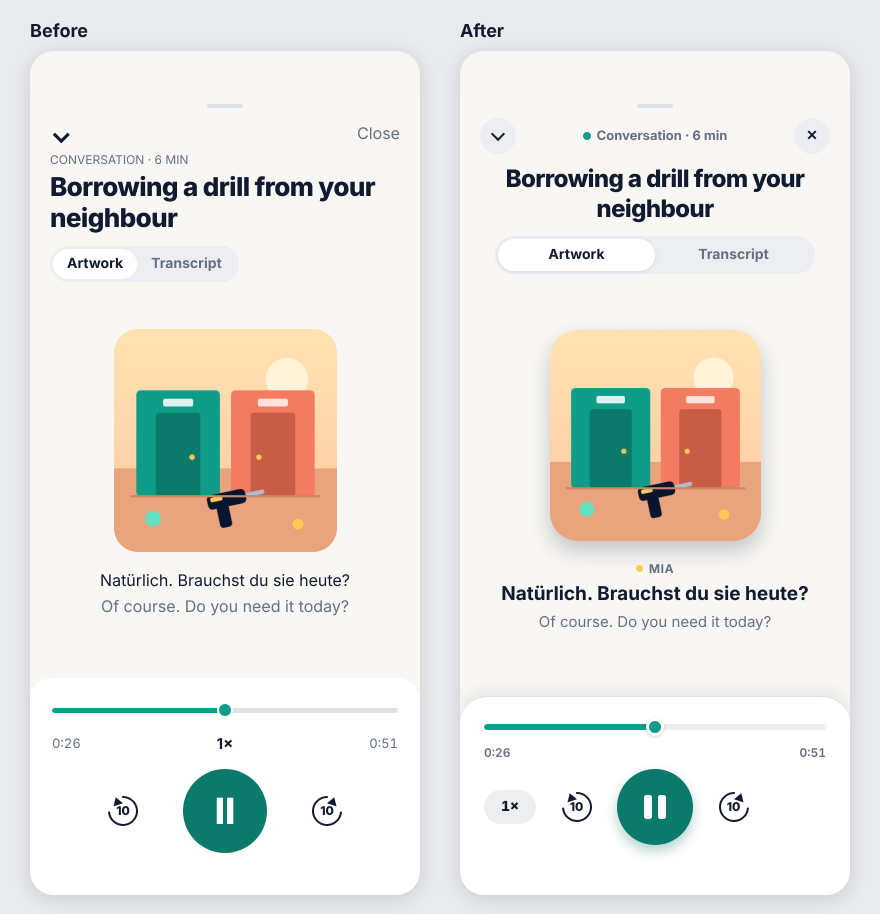 Before
Close
CONVERSATION · 6 MIN
Borrowing a drill from your
neighbour
Artwork Transcript
Natürlich. Brauchst du sie heute?
Of course. Do you need it today?
0:26 1× 0:51
10 10
After
Conversation · 6 min ×
Borrowing a drill from your
neighbour
Artwork Transcript
MIA
Natürlich. Brauchst du sie heute?
Of course. Do you need it today?
0:26 0:51
1× 10 10